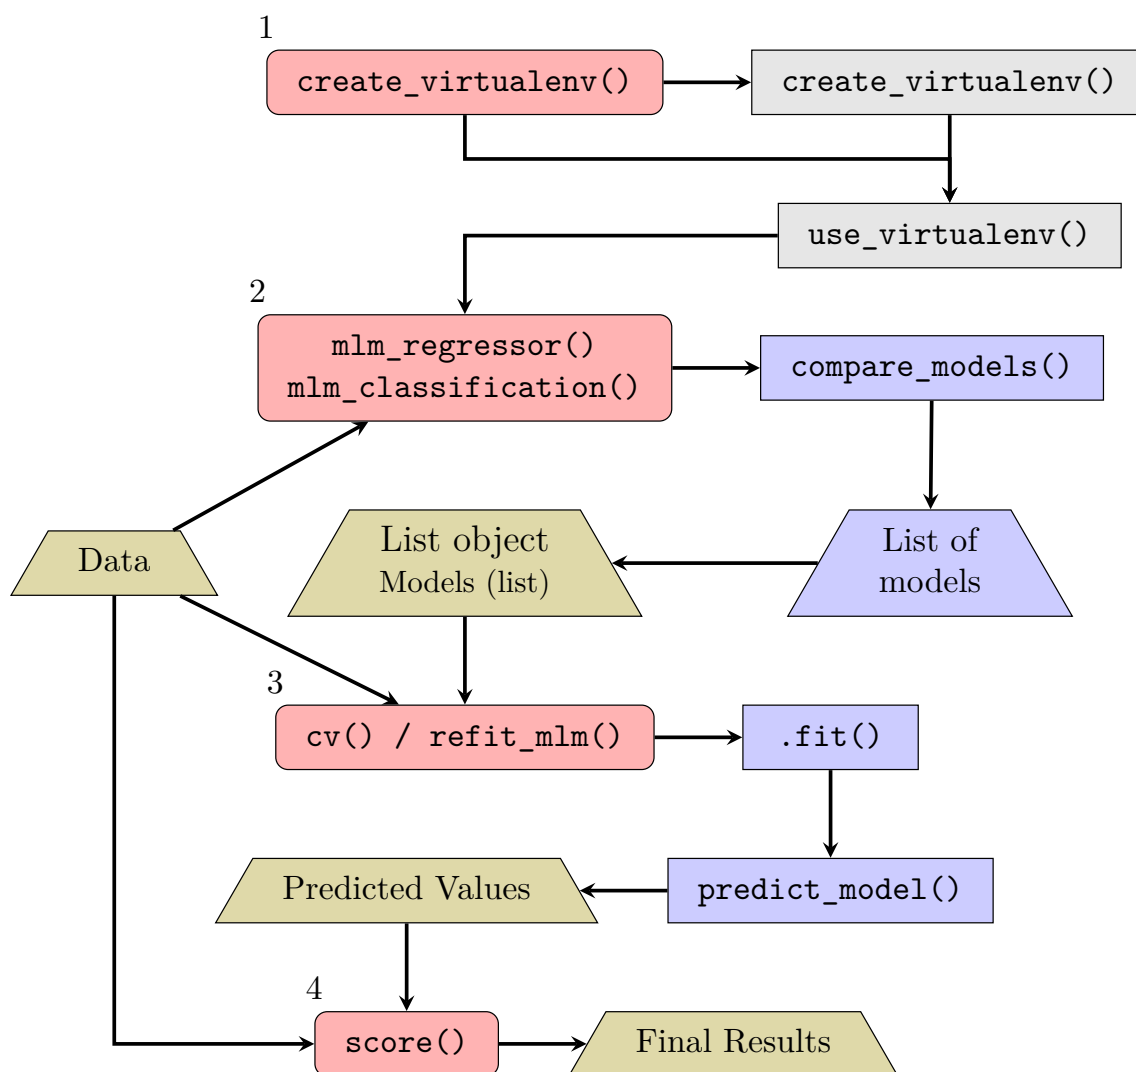 1
create_virtualenv()
create_virtualenv()
use_virtualenv()
2
mlm_regressor()
mlm_classification()
compare_models()
Data
List object
Models (list)
List of
models
3
cv() / refit_mlm()
.fit()
Predicted Values
predict_model()
4
score()
Final Results